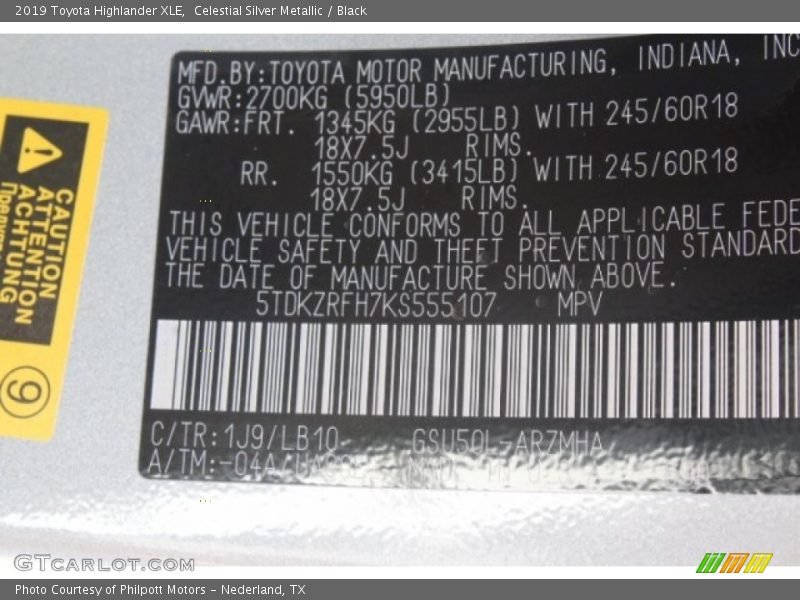 2019 Toyota Highlander XLE,  Celestial Silver Metallic / Black
MFD.BY:TOYOTA MOTOR MANUFACTURING, INDIANA, INC
GVWR:2700KG (5950LB)
GAWR:FRT. 1345KG (2955LB) WITH 245/60R18
18X7.5J RIMS.
RR. 1550KG (3415LB) WITH 245/60R18
18X7.5J RIMS.
THIS VEHICLE CONFORMS TO ALL APPLICABLE FEDE
VEHICLE SAFETY AND THEFT PREVENTION STANDARD
THE DATE OF MANUFACTURE SHOWN ABOVE.
5TDKZRFH7KS555107 MPV
C/TR:1J9/LB10 GSU50L-ARZMHA
A/TM:-04A/
CAUTION
ATTENTION
ACHTUNG
9
GTcarlot.com
Photo Courtesy of Philpott Motors - Nederland, TX